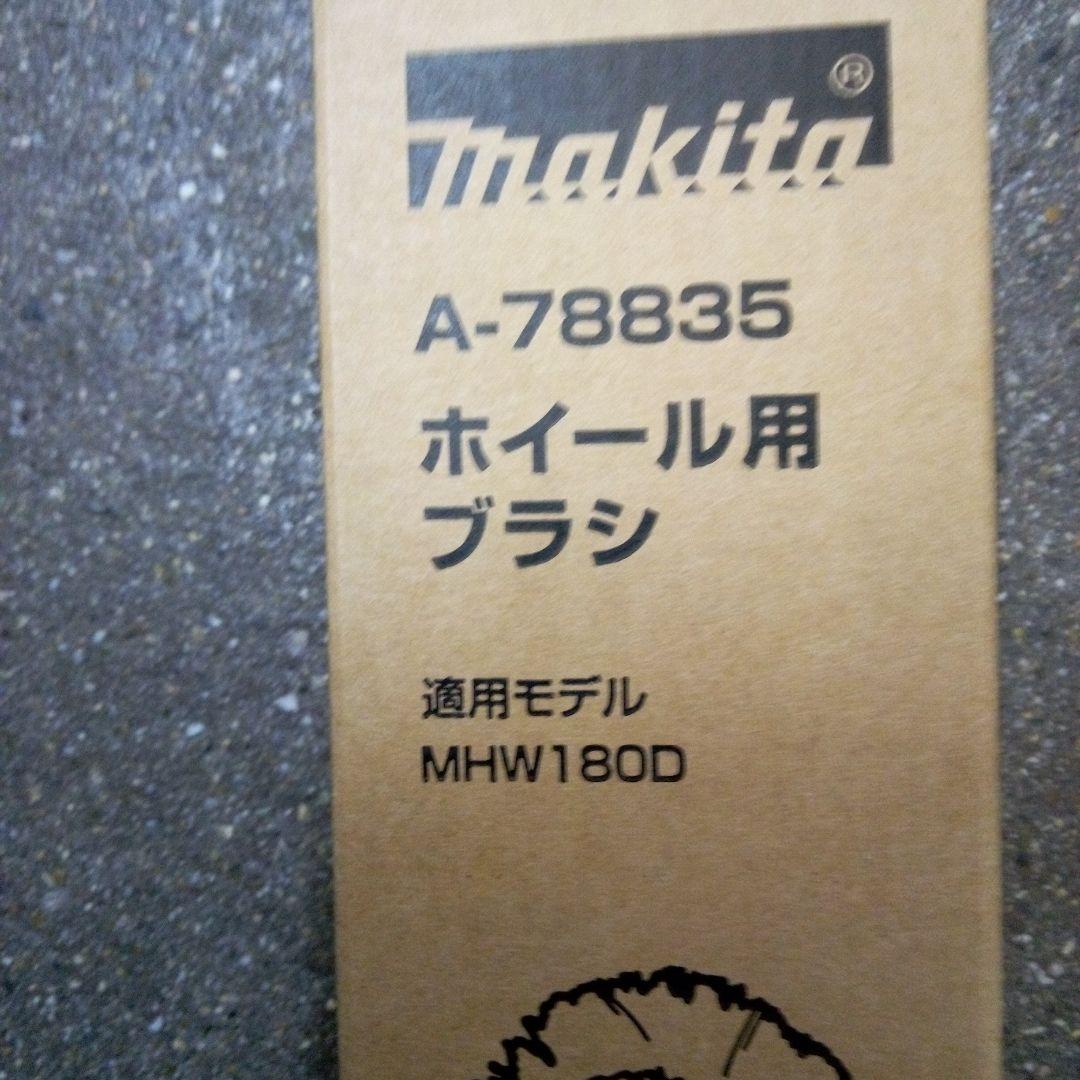 makita®
A-78835
ホイール用
ブラシ
適用モデル
MHW180D